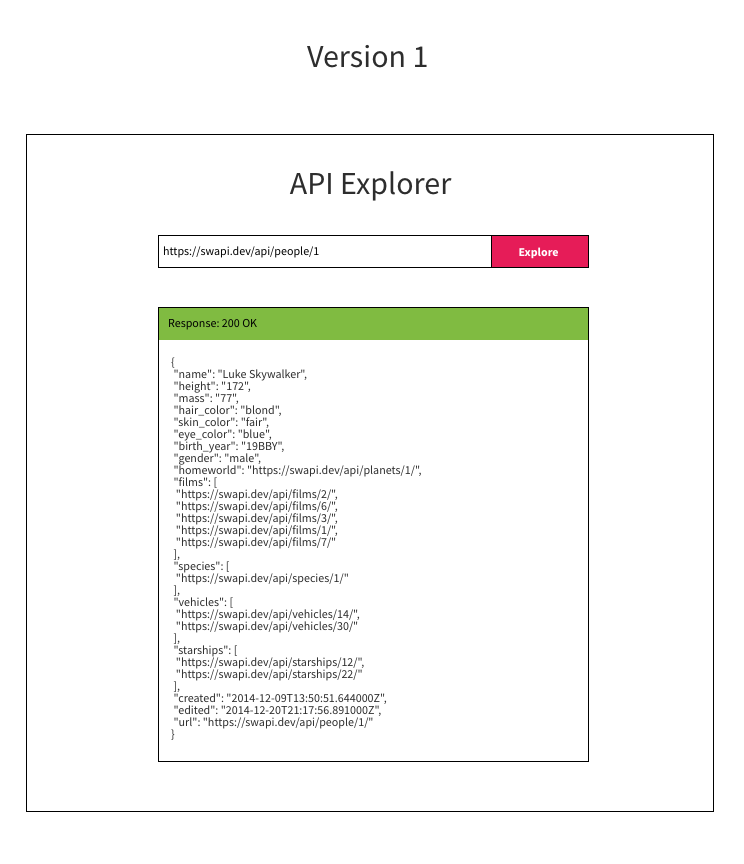 Version 1
API Explorer
https://swapi.dev/api/people/1
Explore
Response: 200 OK
{
"name": "Luke Skywalker",
"height": "172",
"mass": "77",
"hair_color": "blond",
"skin_color": "fair",
"eye_color": "blue",
"birth_year": "19BBY",
"gender": "male",
"homeworld": "https://swapi.dev/api/planets/1/",
"films": [
"https://swapi.dev/api/films/2/",
"https://swapi.dev/api/films/6/",
"https://swapi.dev/api/films/3/",
"https://swapi.dev/api/films/1/",
"https://swapi.dev/api/films/7/"
],
"species": [
"https://swapi.dev/api/species/1/"
],
"vehicles": [
"https://swapi.dev/api/vehicles/14/",
"https://swapi.dev/api/vehicles/30/"
],
"starships": [
"https://swapi.dev/api/starships/12/",
"https://swapi.dev/api/starships/22/"
],
"created": "2014-12-09T13:50:51.644000Z",
"edited": "2014-12-20T21:17:56.891000Z",
"url": "https://swapi.dev/api/people/1/"
}